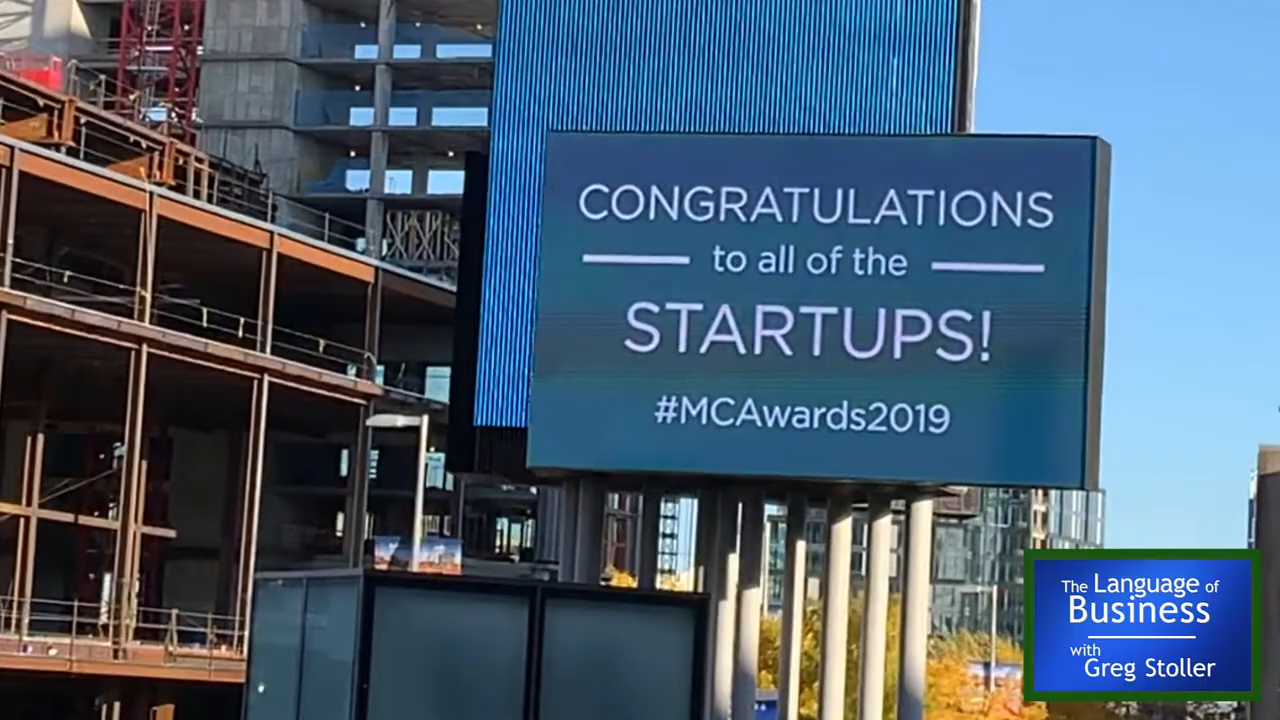 CONGRATULATIONS
to all of the
STARTUPS!
#MCAwards2019
The Language of
Business
with
Greg Stoller